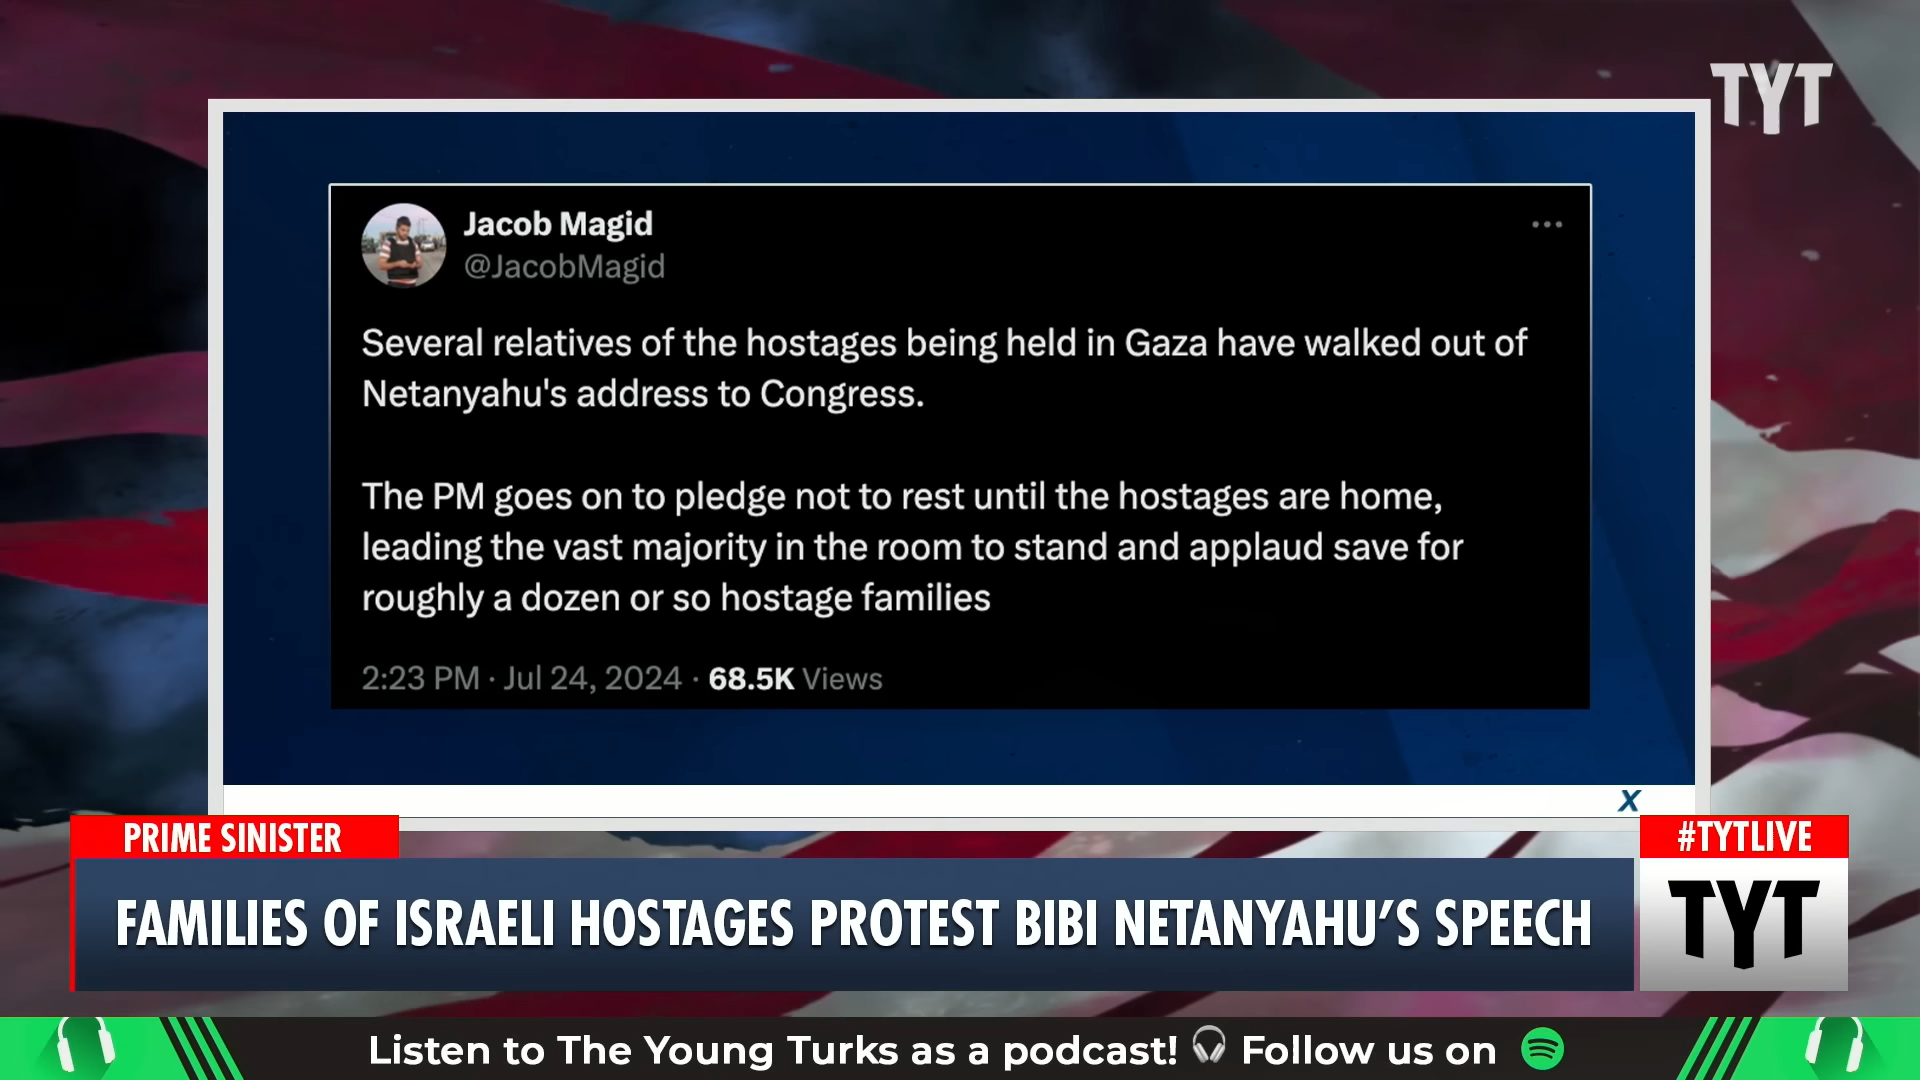 TYT
Jacob Magid
@JacobMagid
Several relatives of the hostages being held in Gaza have walked out of
Netanyahu's address to Congress.
The PM goes on to pledge not to rest until the hostages are home,
leading the vast majority in the room to stand and applaud save for
roughly a dozen or so hostage families
2:23 PM · Jul 24, 2024 · 68.5K Views
X
PRIME SINISTER
#TYTLIVE
FAMILIES OF ISRAELI HOSTAGES PROTEST BIBI NETANYAHU’S SPEECH
TYT
Listen to The Young Turks as a podcast! Follow us on